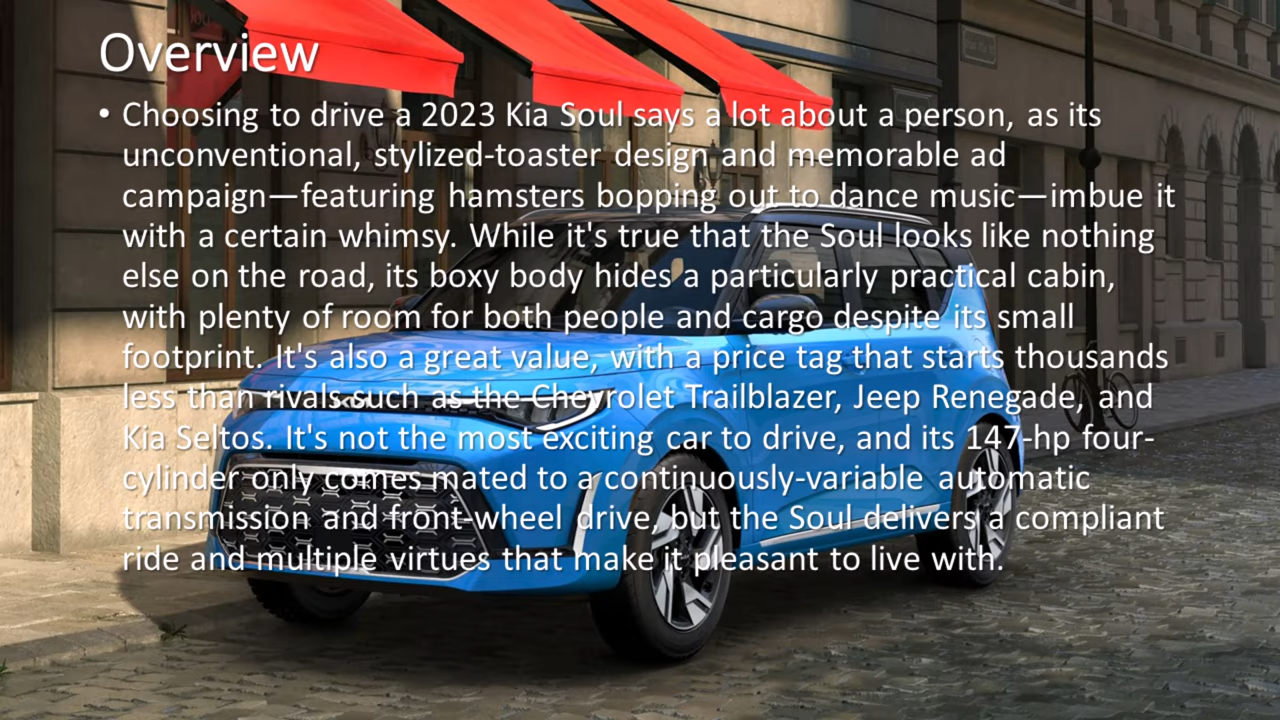 Overview
• Choosing to drive a 2023 Kia Soul says a lot about a person, as its
unconventional, stylized-toaster design and memorable ad
campaign—featuring hamsters bopping out to dance music—imbue it
with a certain whimsy. While it's true that the Soul looks like nothing
else on the road, its boxy body hides a particularly practical cabin,
with plenty of room for both people and cargo despite its small
footprint. It's also a great value, with a price tag that starts thousands
less than rivals such as the Chevrolet Trailblazer, Jeep Renegade, and
Kia Seltos. It's not the most exciting car to drive, and its 147-hp four-
cylinder only comes mated to a continuously-variable automatic
transmission and front-wheel drive, but the Soul delivers a compliant
ride and multiple virtues that make it pleasant to live with.